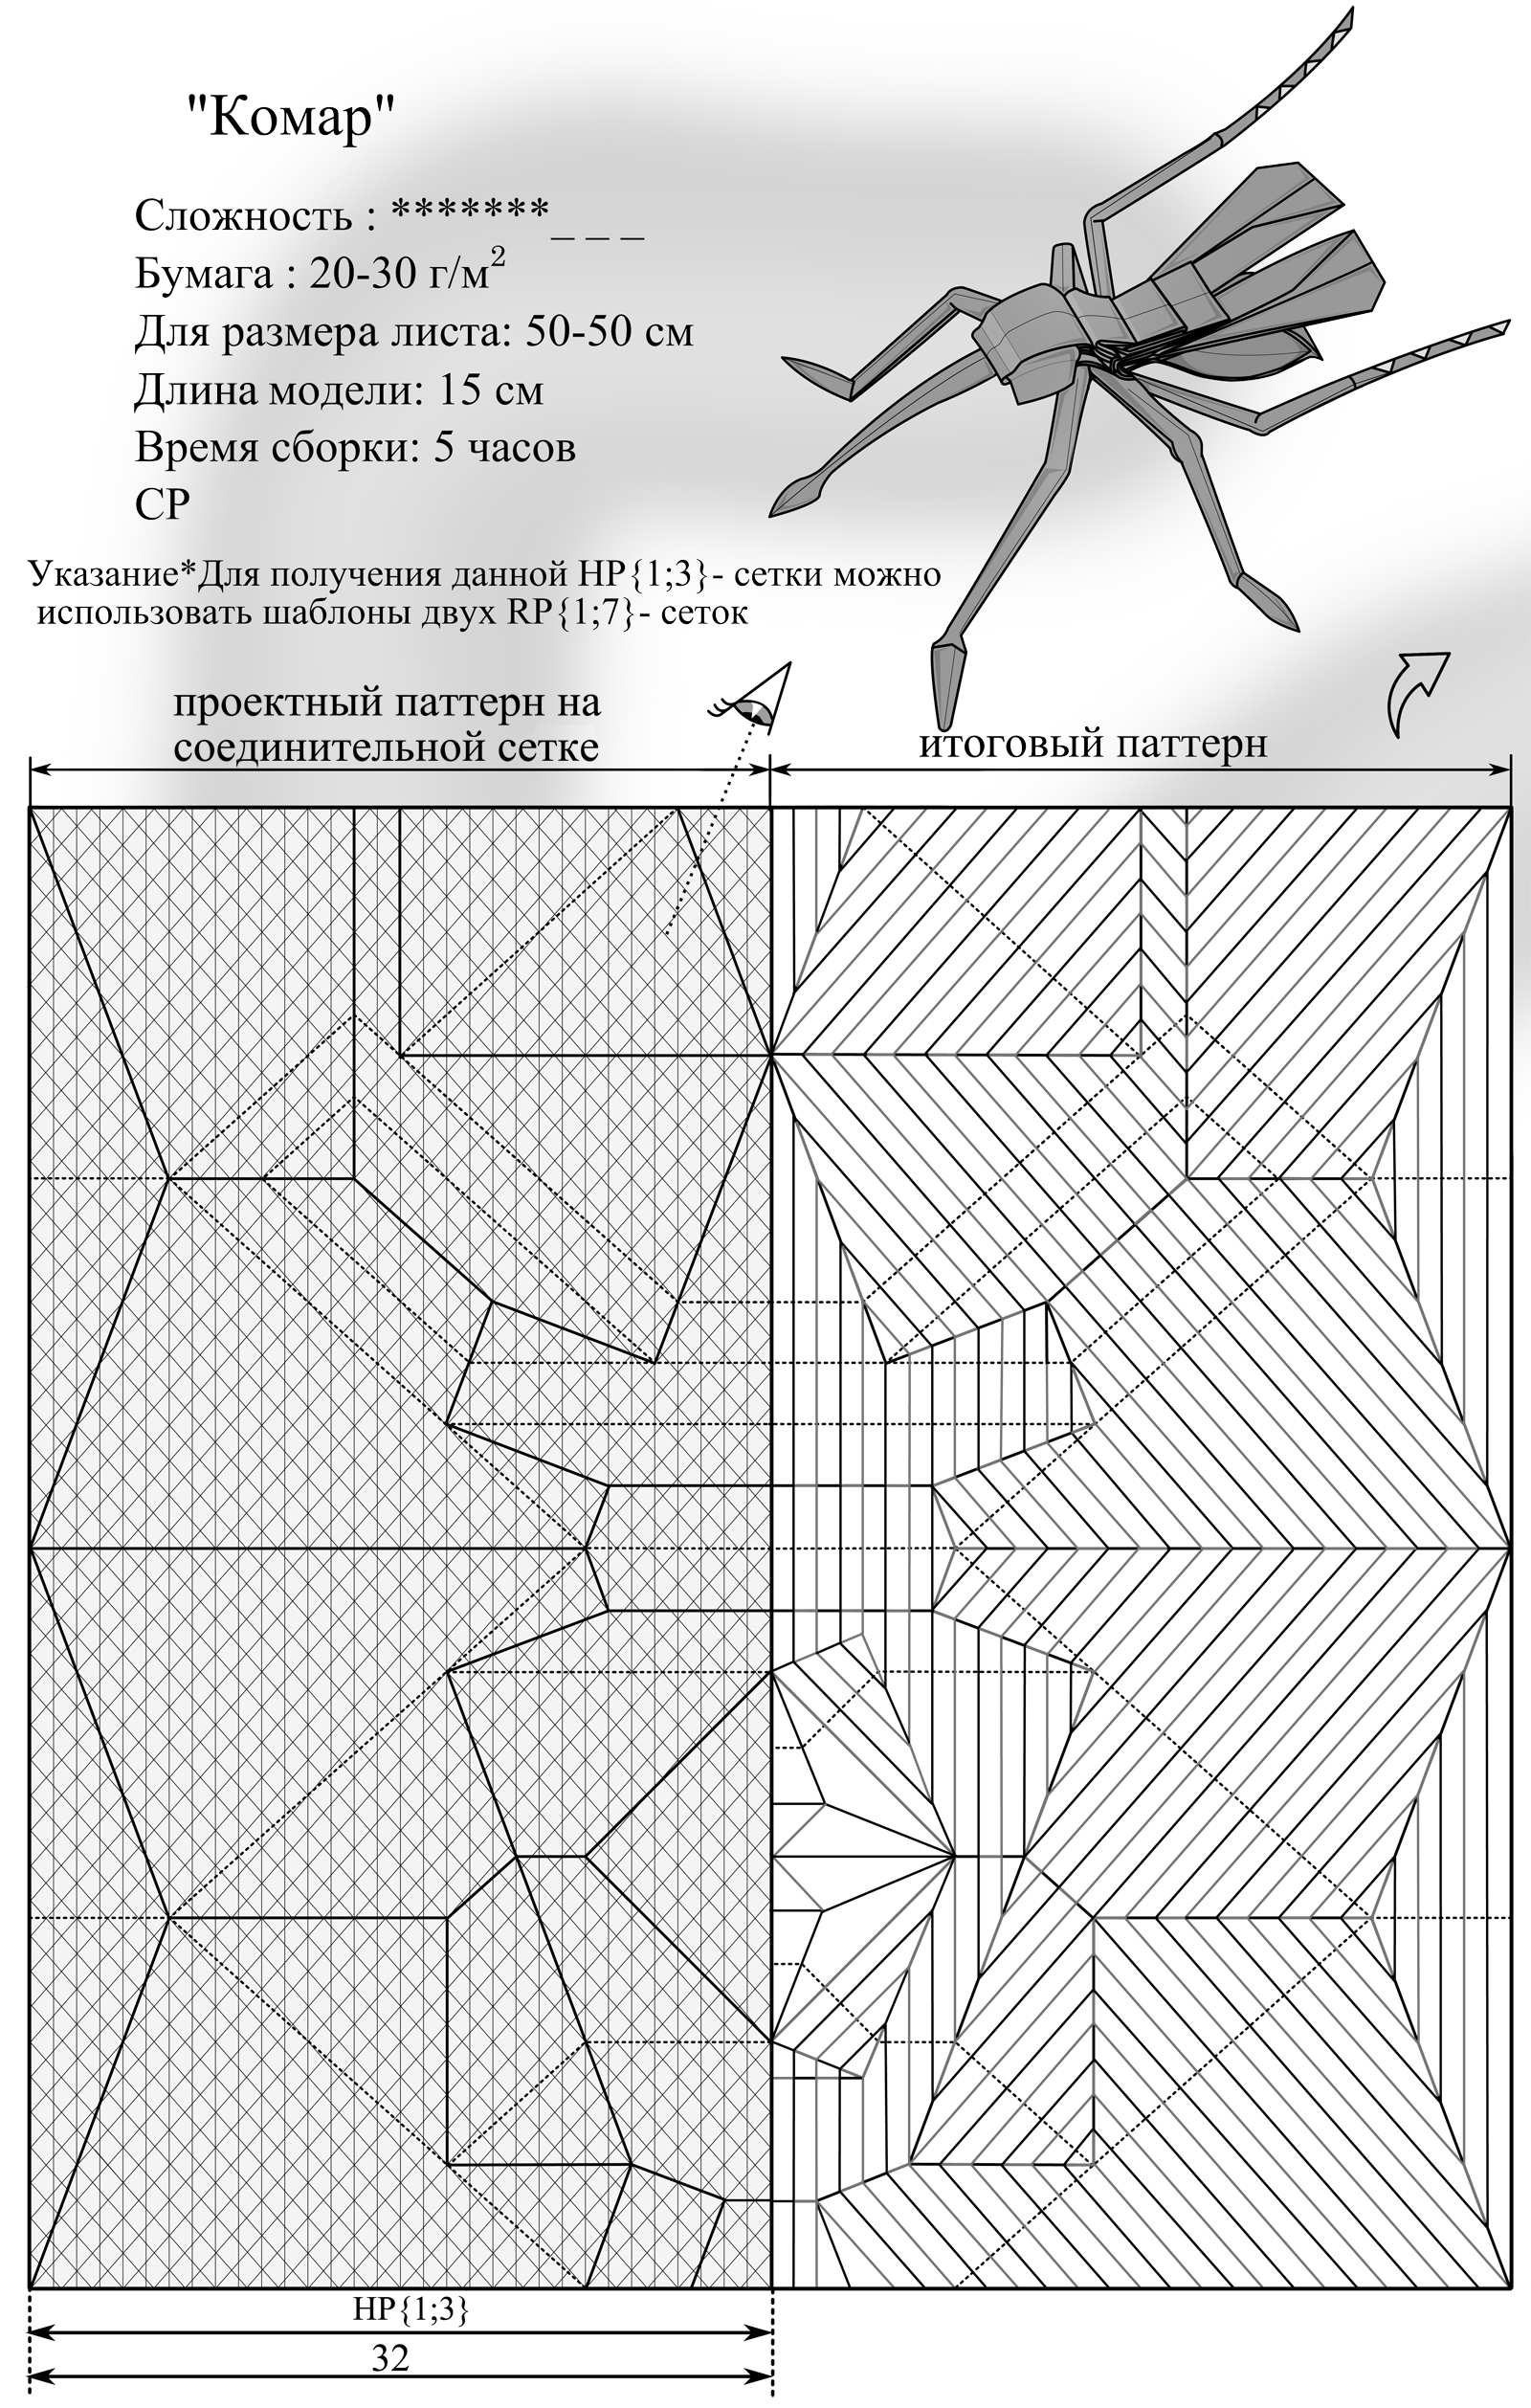 "Комар"
Сложность : *******_ _ _
Бумага : 20-30 г/м²
Для размера листа: 50-50 см
Длина модели: 15 см
Время сборки: 5 часов
СР
Указание*Для получения данной HP{1;3}- сетки можно
использовать шаблоны двух RP{1;7}- сеток
проектный паттерн на
соединительной сетке
итоговый паттерн
HP{1;3}
32